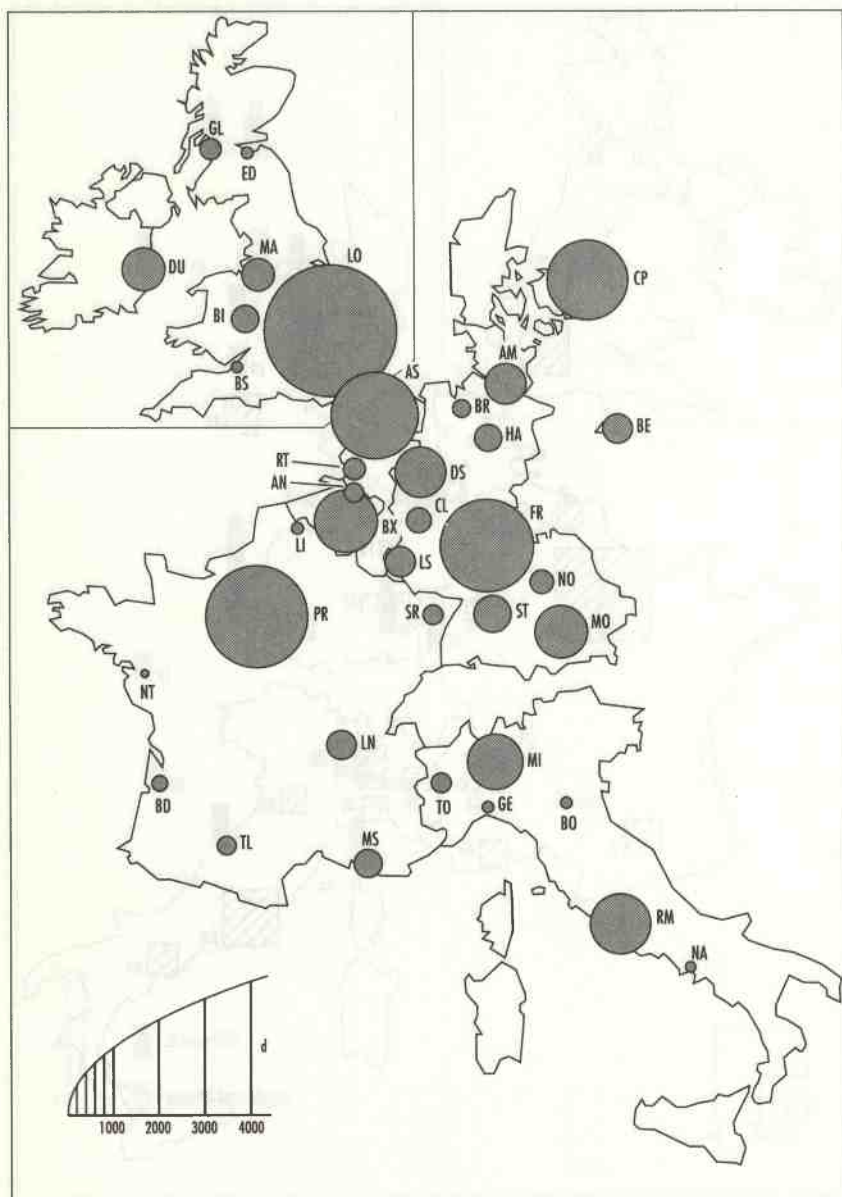 GL
ED
DU
MA
LO
CP
BI
BS
AS
AM
BR
HA
BE
RT
AN
DS
CL
FR
BX
LI
LS
NO
PR
SR
ST
MO
NT
LN
MI
BD
TO
GE
BO
TL
MS
RM
NA
d
1000 2000 3000 4000